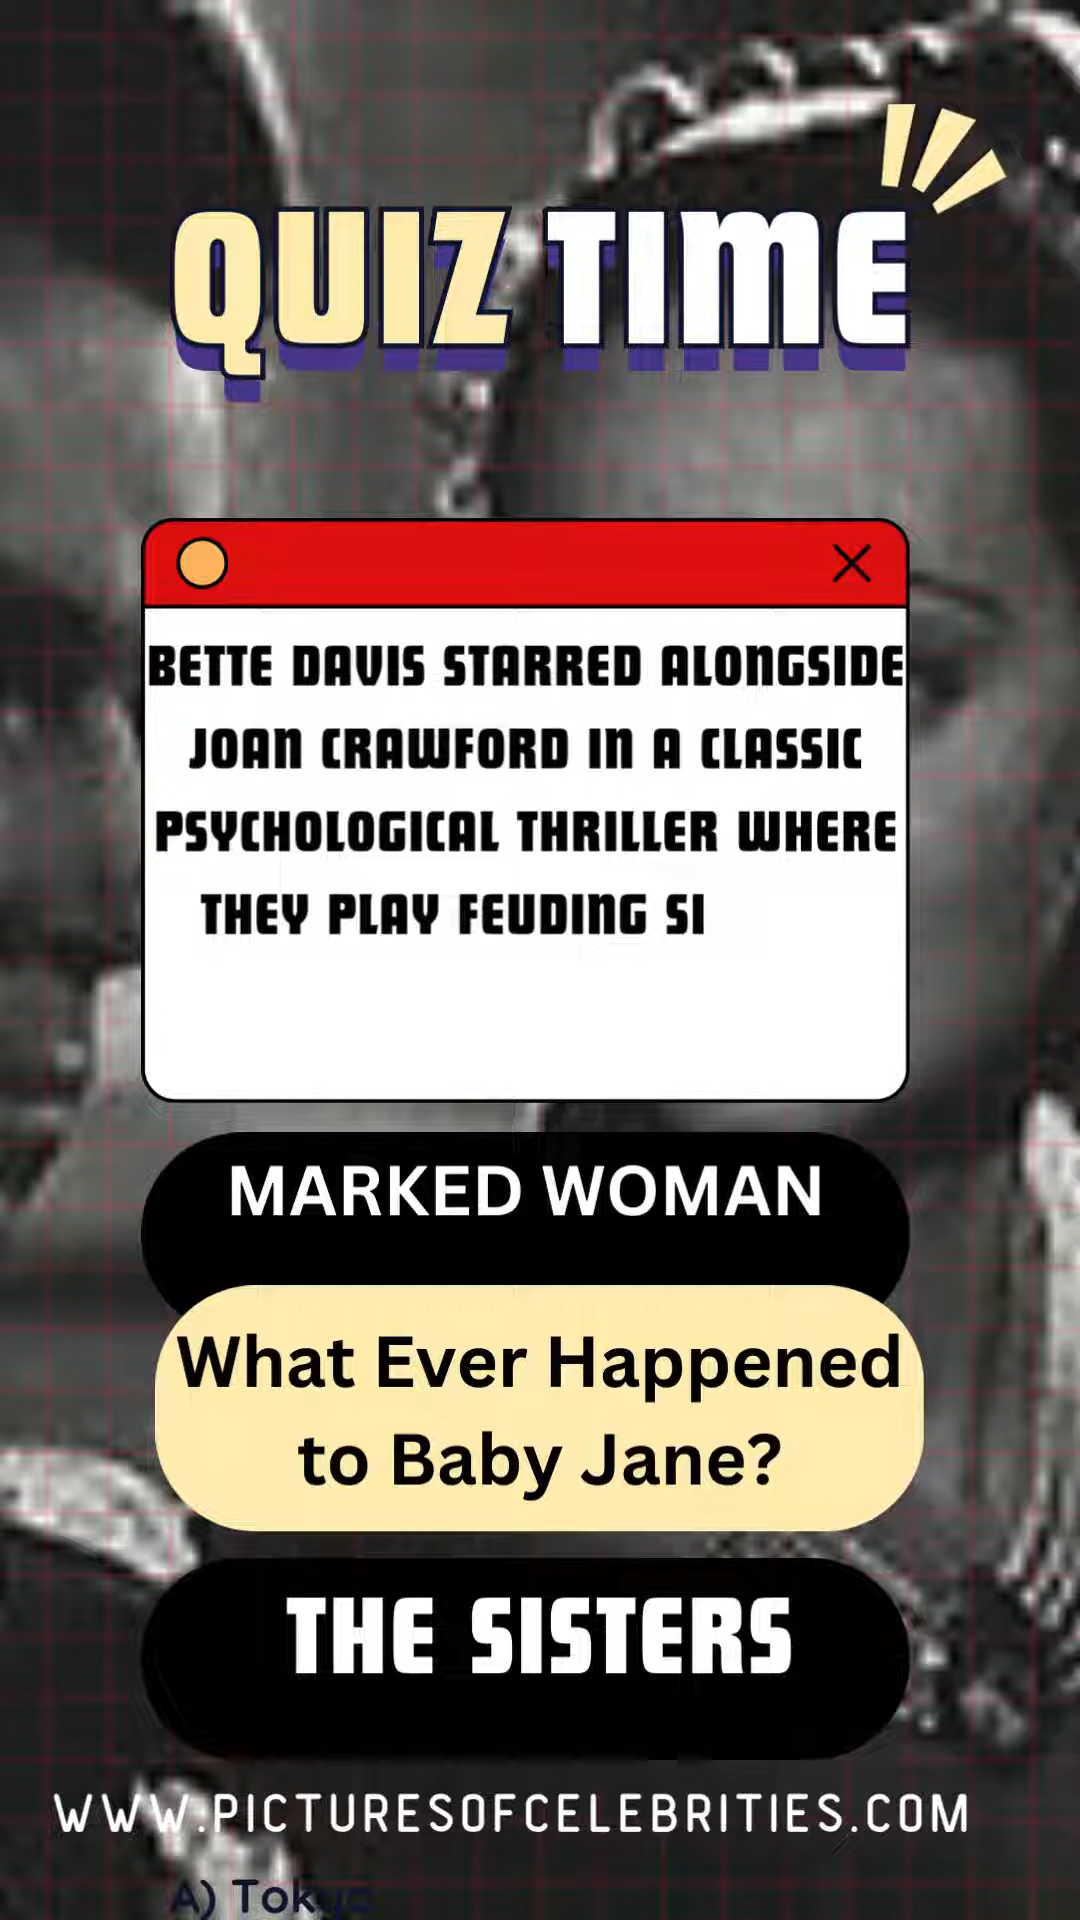 QUIZ TIME
BETTE DAVIS STARRED ALONGSIDE
JOAN CRAWFORD IN A CLASSIC
PSYCHOLOGICAL THRILLER WHERE
THEY PLAY FEUDING SI
MARKED WOMAN
What Ever Happened
to Baby Jane?
THE SISTERS
WWW.PICTURESOFCELEBRITIES.COM
A) Tokyo